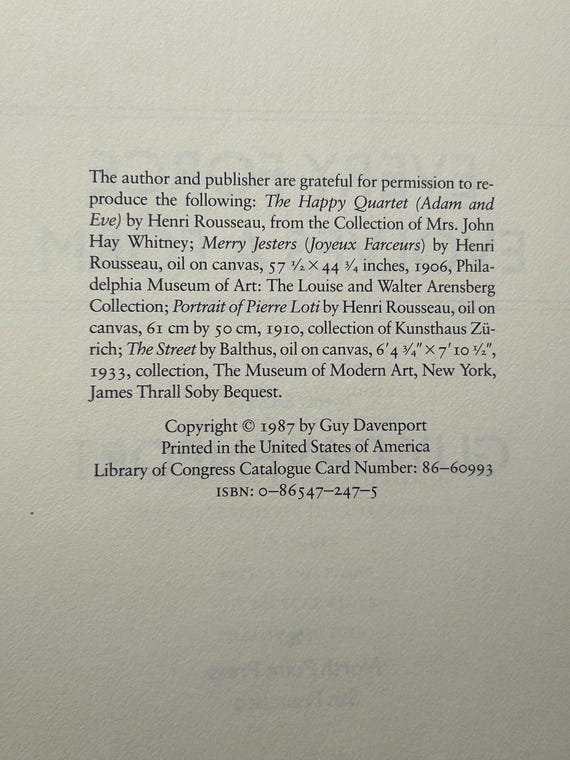 The author and publisher are grateful for permission to re-
produce the following: The Happy Quartet (Adam and
Eve) by Henri Rousseau, from the Collection of Mrs. John
Hay Whitney; Merry Jesters (Joyeux Farceurs) by Henri
Rousseau, oil on canvas, 57 ½ × 44 ¾ inches, 1906, Phila-
delphia Museum of Art: The Louise and Walter Arensberg
Collection; Portrait of Pierre Loti by Henri Rousseau, oil on
canvas, 61 cm by 50 cm, 1910, collection of Kunsthaus Zü-
rich; The Street by Balthus, oil on canvas, 6' 4 ¾" × 7' 10 ½",
1933, collection, The Museum of Modern Art, New York,
James Thrall Soby Bequest.
Copyright © 1987 by Guy Davenport
Printed in the United States of America
Library of Congress Catalogue Card Number: 86–60993
ISBN: 0–86547–247–5